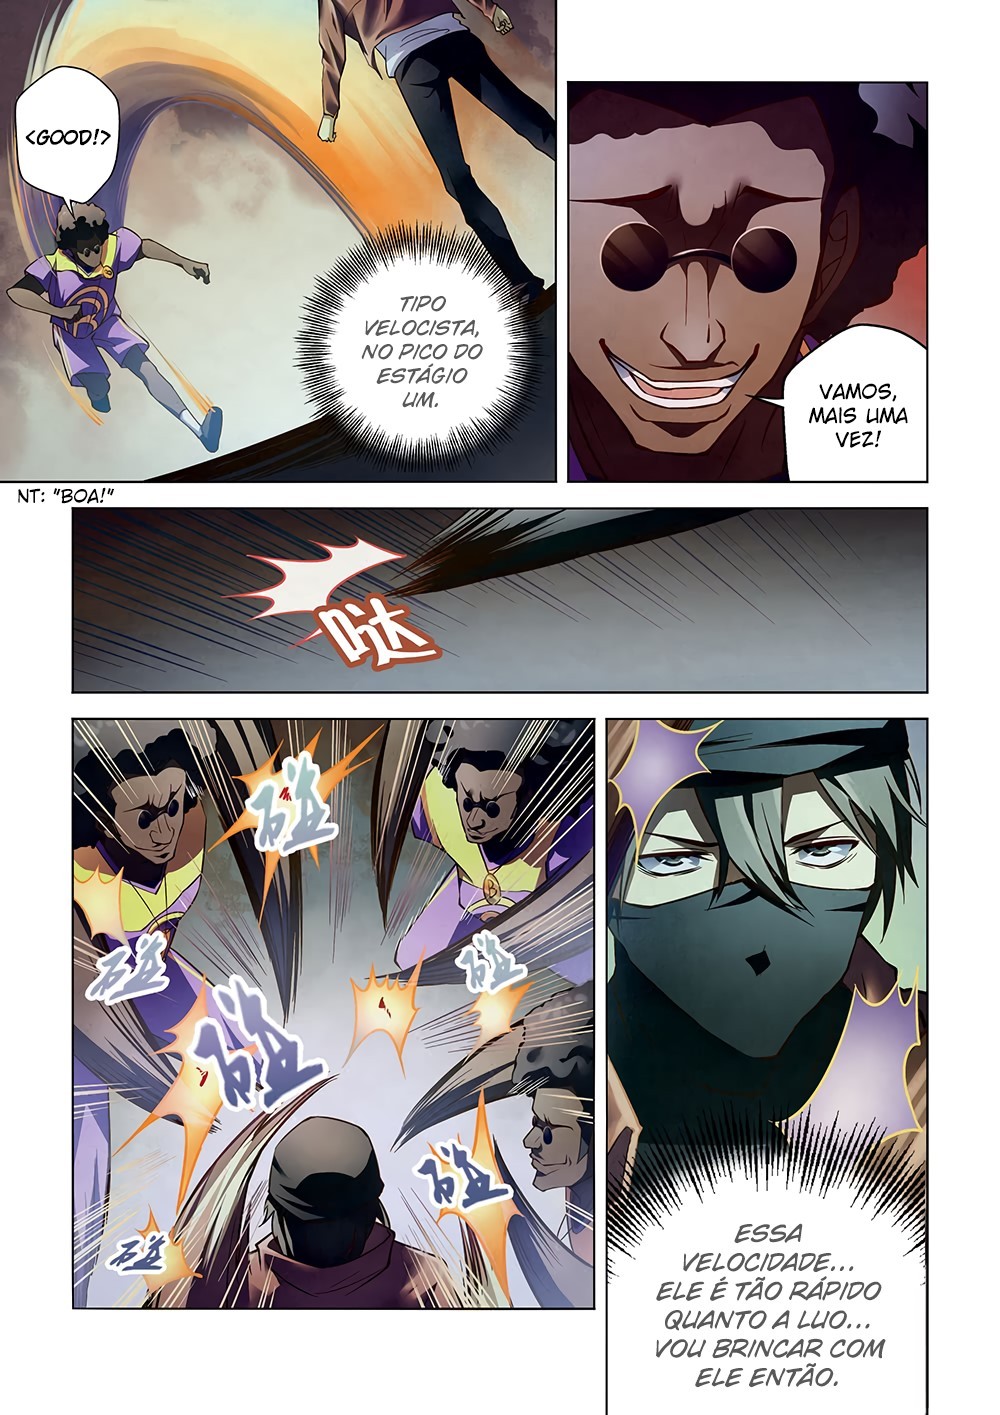 <GOOD!>
TIPO
VELOCISTA,
NO PICO DO
ESTÁGIO
UM.
VAMOS,
MAIS UMA
VEZ!
NT: "BOA!"
哒
碰
碰
碰
碰
碰
碰
ESSA
VELOCIDADE...
ELE É TÃO RÁPIDO
QUANTO A LUO...
VOU BRINCAR COM
ELE ENTÃO.